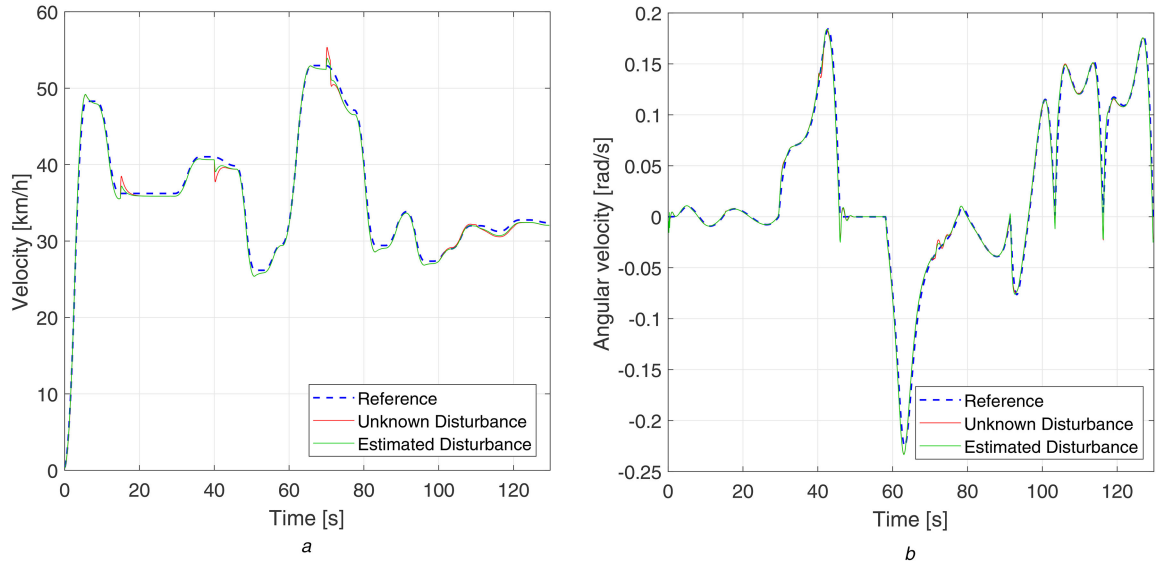 60
50
40
30
20
10
0
0 20 40 60 80 100 120
Velocity [km/h]
Time [s]
Reference
Unknown Disturbance
Estimated Disturbance
a
0.2
0.15
0.1
0.05
0
-0.05
-0.1
-0.15
-0.2
-0.25
0 20 40 60 80 100 120
Angular velocity [rad/s]
Time [s]
Reference
Unknown Disturbance
Estimated Disturbance
b